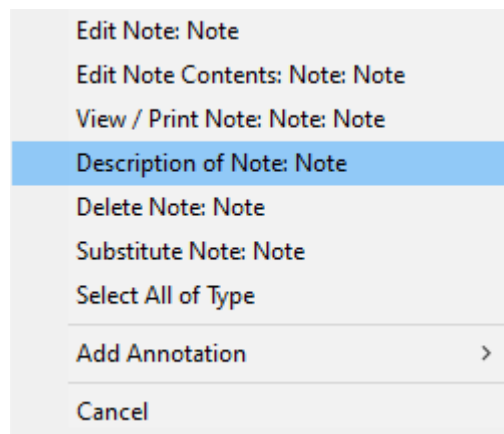 Edit Note: Note
Edit Note Contents: Note: Note
View / Print Note: Note: Note
Description of Note: Note
Delete Note: Note
Substitute Note: Note
Select All of Type
Add Annotation
Cancel